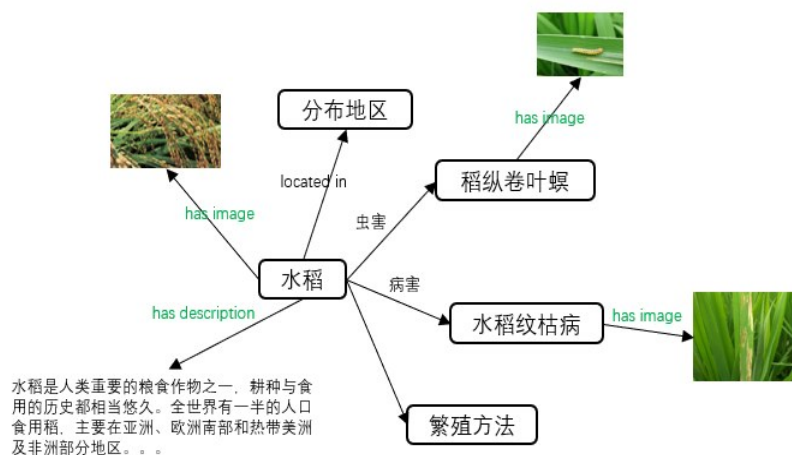 has image
分布地区
has image
located in
稻纵卷叶螟
has image
虫害
水稻
病害
has description
水稻纹枯病
has image
水稻是人类重要的粮食作物之一，耕种与食
用的历史都相当悠久。全世界有一半的人口
食用稻，主要在亚洲、欧洲南部和热带美洲
及非洲部分地区。。。
繁殖方法